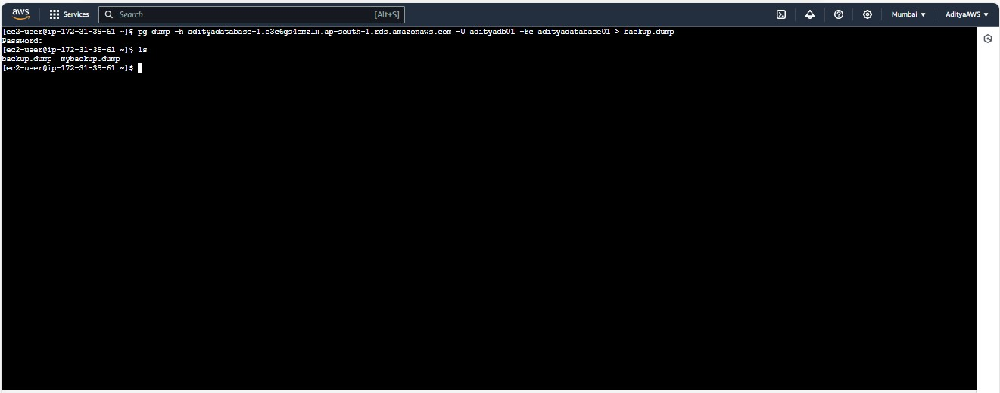 aws Services Search [Alt+S] Mumbai AdityaAWS
[ec2-user@ip-172-31-39-61 ~]$ pg_dump -h adityadatabase-1.c3c6gs4smzlx.ap-south-1.rds.amazonaws.com -U adityadb01 -Fc adityadatabase01 > backup.dump
Password:
[ec2-user@ip-172-31-39-61 ~]$ ls
backup.dump  mybackup.dump
[ec2-user@ip-172-31-39-61 ~]$